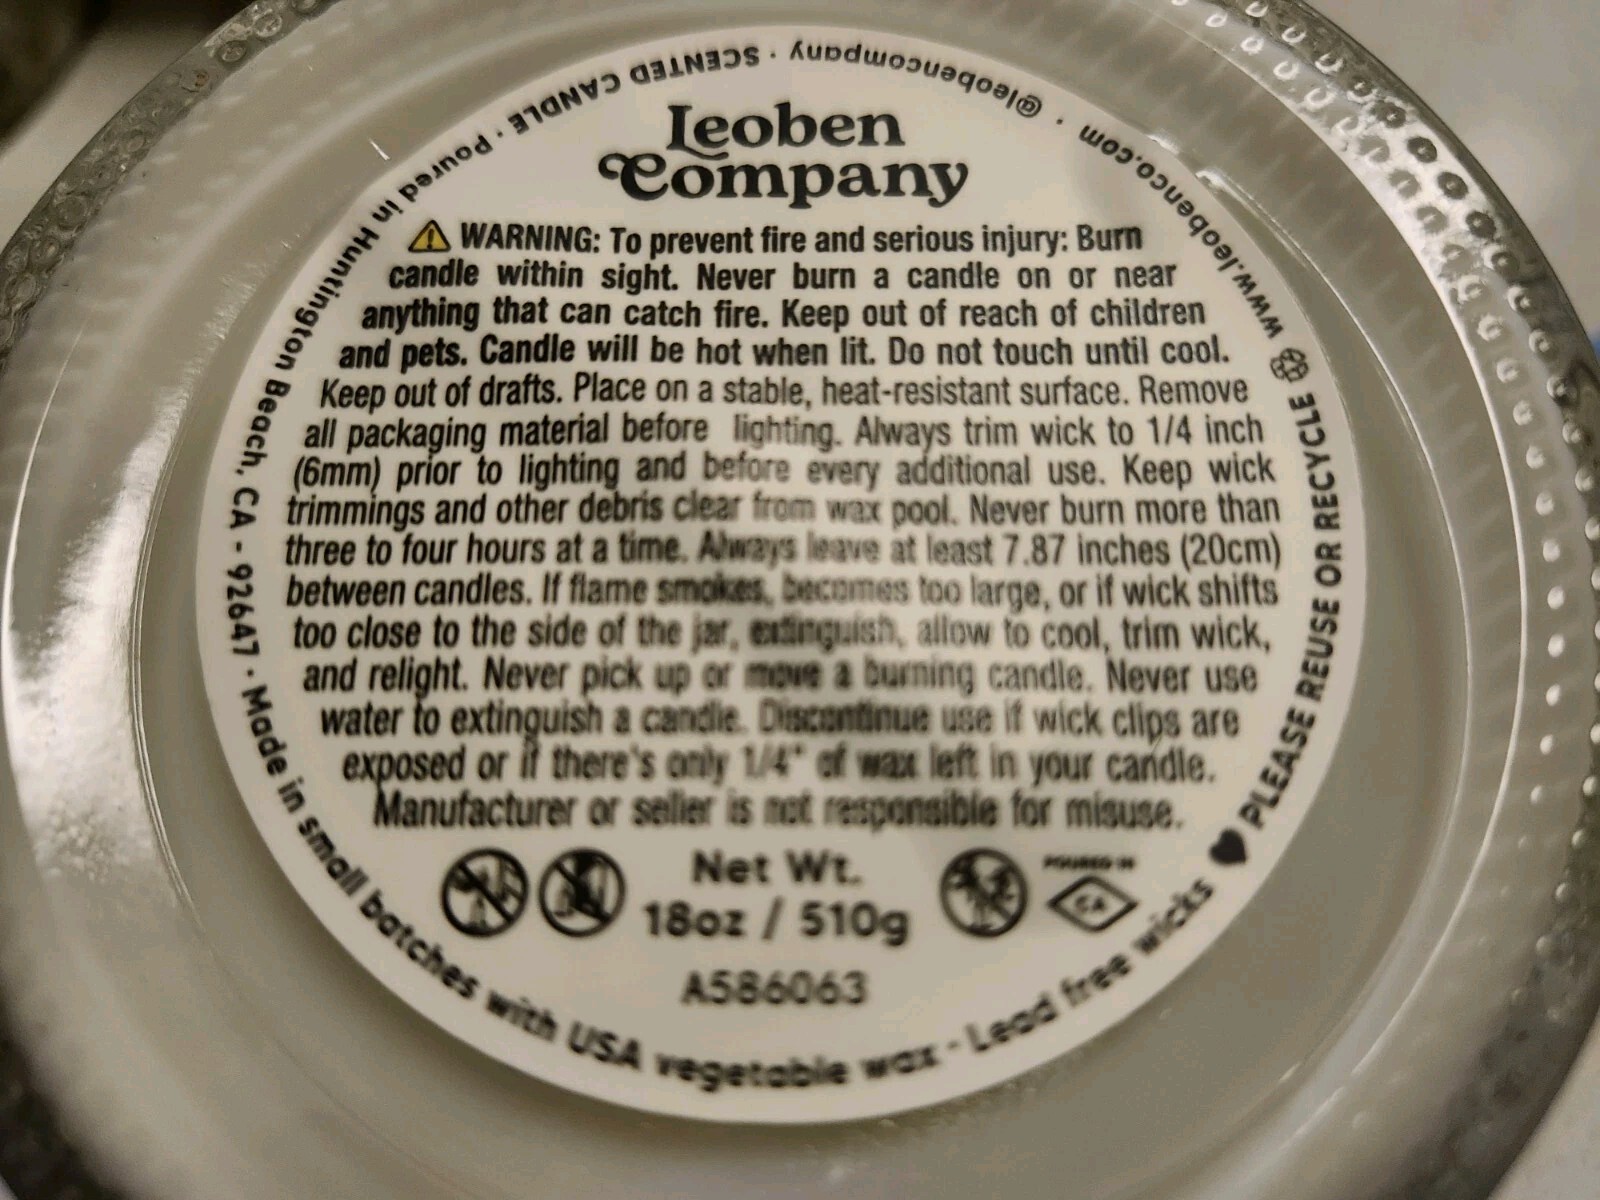 Leoben
Company
WARNING: To prevent fire and serious injury: Burn
candle within sight. Never burn a candle on or near
anything that can catch fire. Keep out of reach of children
and pets. Candle will be hot when lit. Do not touch until cool.
Keep out of drafts. Place on a stable, heat-resistant surface. Remove
all packaging material before lighting. Always trim wick to 1/4 inch
(6mm) prior to lighting and before every additional use. Keep wick
trimmings and other debris clear from wax pool. Never burn more than
three to four hours at a time. Always leave at least 7.87 inches (20cm)
between candles. If flame smokes, becomes too large, or if wick shifts
too close to the side of the jar, extinguish, allow to cool, trim wick,
and relight. Never pick up or move a burning candle. Never use
water to extinguish a candle. Discontinue use if wick clips are
exposed or if there's only 1/4" of wax left in your candle.
Manufacturer or seller is not responsible for misuse.
Net Wt.
18oz / 510g
POURED IN
CA
A586063
@leobencompany · SCENTED CANDLE · Poured in Huntington Beach, CA - 92647 · Made in small batches with USA vegetable wax - Lead free wicks
PLEASE REUSE OR RECYCLE
www.leobenco.com ·